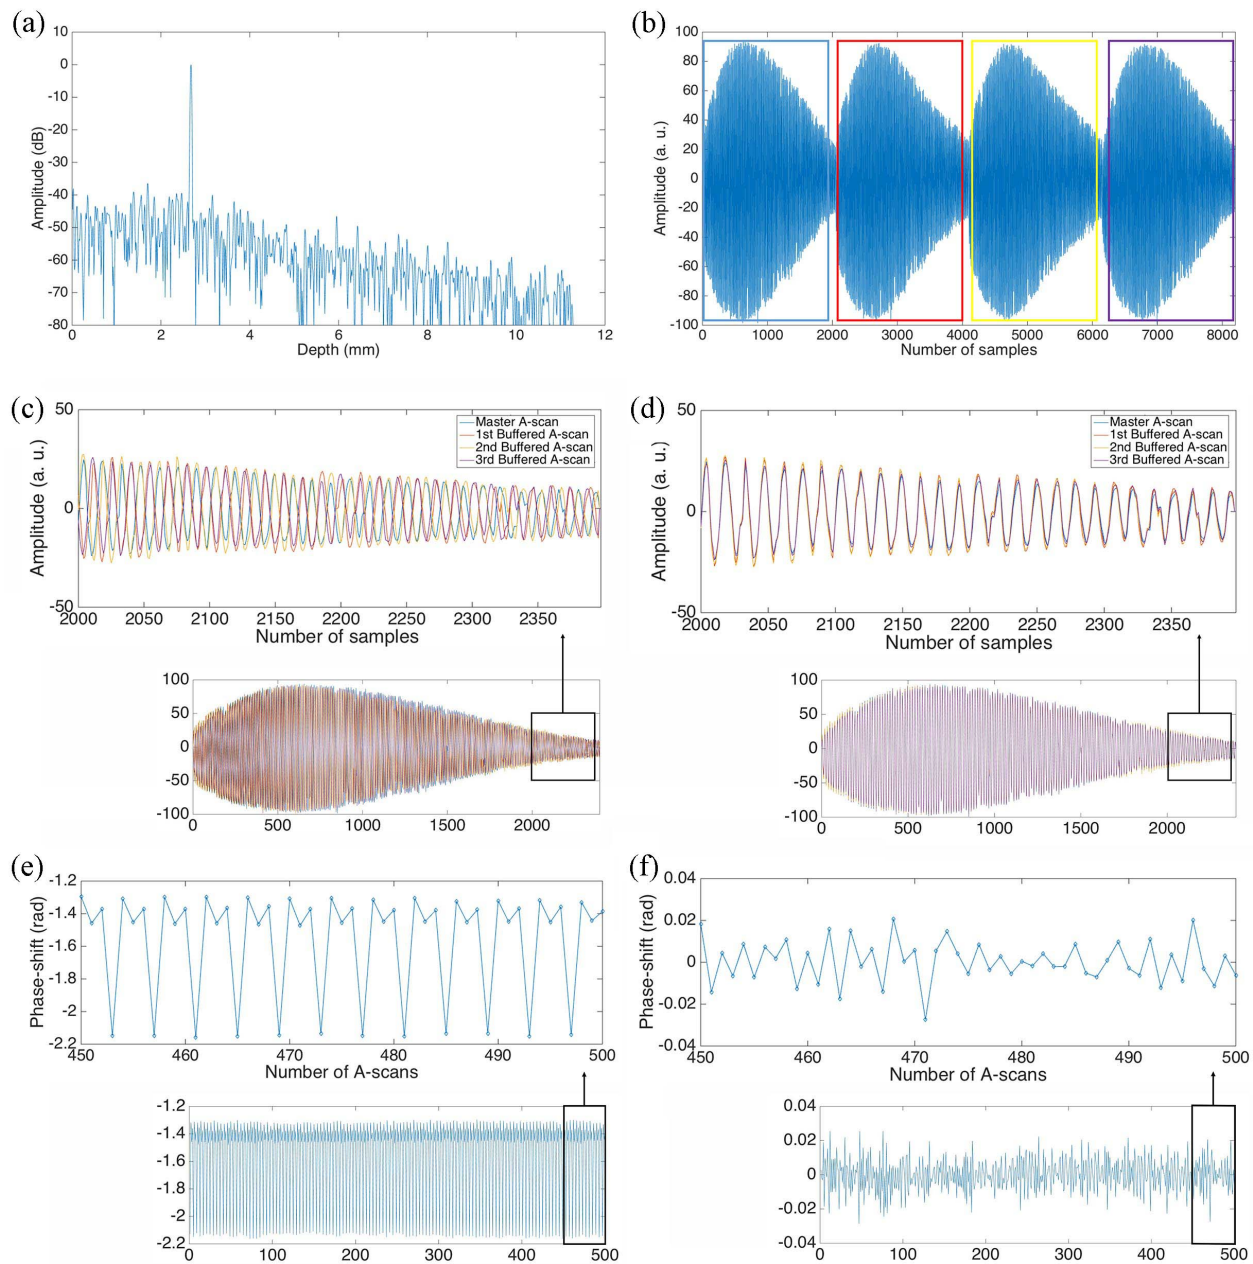 (a)
10
0
-10
-20
-30
-40
-50
-60
-70
-80
Amplitude (dB)
0 2 4 6 8 10 12
Depth (mm)
(b)
100
80
60
40
20
0
-20
-40
-60
-80
-100
Amplitude (a. u.)
0 1000 2000 3000 4000 5000 6000 7000 8000
Number of samples
(c)
50
0
-50
Amplitude (a. u.)
Master A-scan
1st Buffered A-scan
2nd Buffered A-scan
3rd Buffered A-scan
2000 2050 2100 2150 2200 2250 2300 2350
Number of samples
100
50
0
-50
-100
0 500 1000 1500 2000
(d)
50
0
-50
Amplitude (a. u.)
Master A-scan
1st Buffered A-scan
2nd Buffered A-scan
3rd Buffered A-scan
2000 2050 2100 2150 2200 2250 2300 2350
Number of samples
100
50
0
-50
-100
0 500 1000 1500 2000
(e)
-1.2
-1.4
-1.6
-1.8
-2
-2.2
Phase-shift (rad)
450 460 470 480 490 500
Number of A-scans
-1.2
-1.4
-1.6
-1.8
-2
-2.2
0 100 200 300 400 500
(f)
0.04
0.02
0
-0.02
-0.04
Phase-shift (rad)
450 460 470 480 490 500
Number of A-scans
0.04
0.02
0
-0.02
-0.04
0 100 200 300 400 500